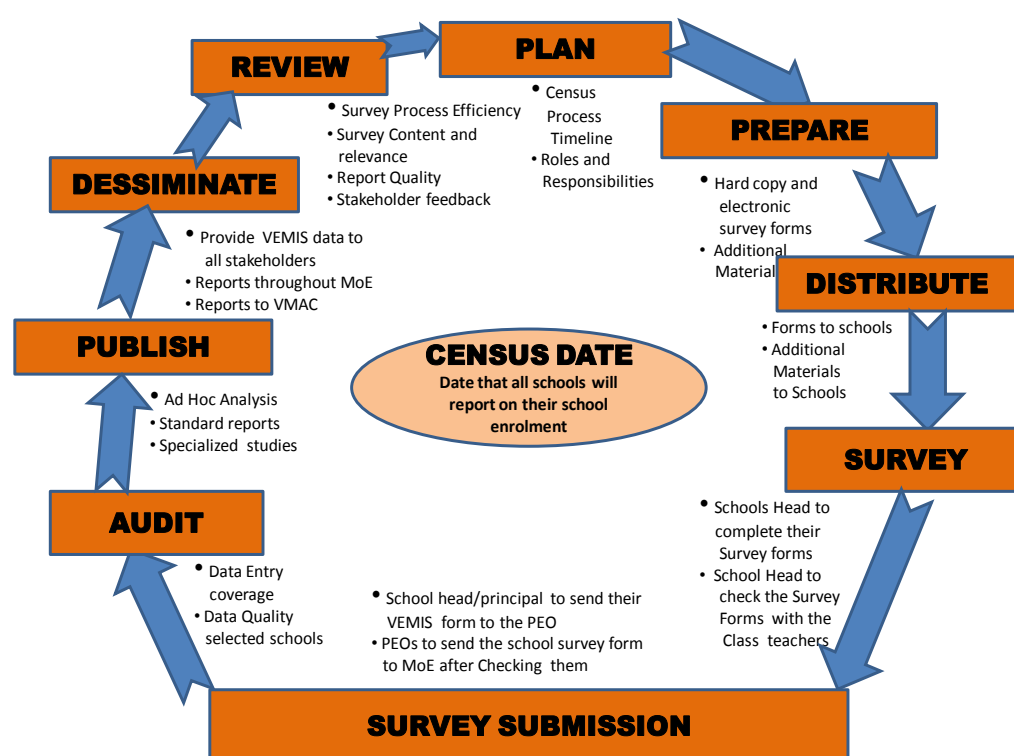 REVIEW
• Survey Process Efficiency
• Survey Content and
relevance
• Report Quality
• Stakeholder feedback
PLAN
• Census
Process
Timeline
• Roles and
Responsibilities
PREPARE
• Hard copy and
electronic
survey forms
• Additional
Material
DISTRIBUTE
• Forms to schools
• Additional
Materials
to Schools
SURVEY
• Schools Head to
complete their
Survey forms
• School Head to
check the Survey
Forms with the
Class teachers
SURVEY SUBMISSION
• School head/principal to send their
VEMIS form to the PEO
• PEOs to send the school survey form
to MoE after Checking them
AUDIT
• Data Entry
coverage
• Data Quality
selected schools
PUBLISH
• Ad Hoc Analysis
• Standard reports
• Specialized studies
DESSIMINATE
• Provide VEMIS data to
all stakeholders
• Reports throughout MoE
• Reports to VMAC
CENSUS DATE
Date that all schools will
report on their school
enrolment